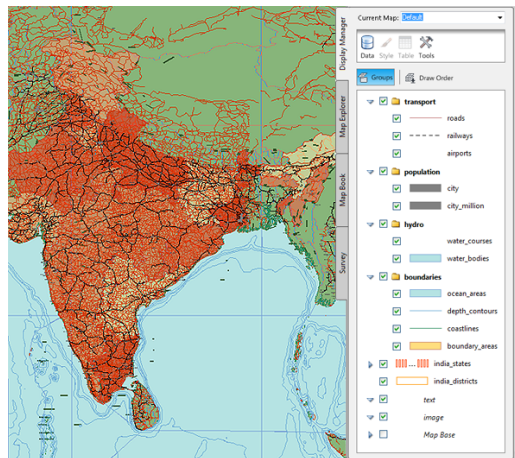 Current Map: Default
Data Style Table Tools
Groups Draw Order
Display Manager
Map Explorer
Map Book
Survey
transport
roads
railways
airports
population
city
city_million
hydro
water_courses
water_bodies
boundaries
ocean_areas
depth_contours
coastlines
boundary_areas
india_states
india_districts
text
image
Map Base